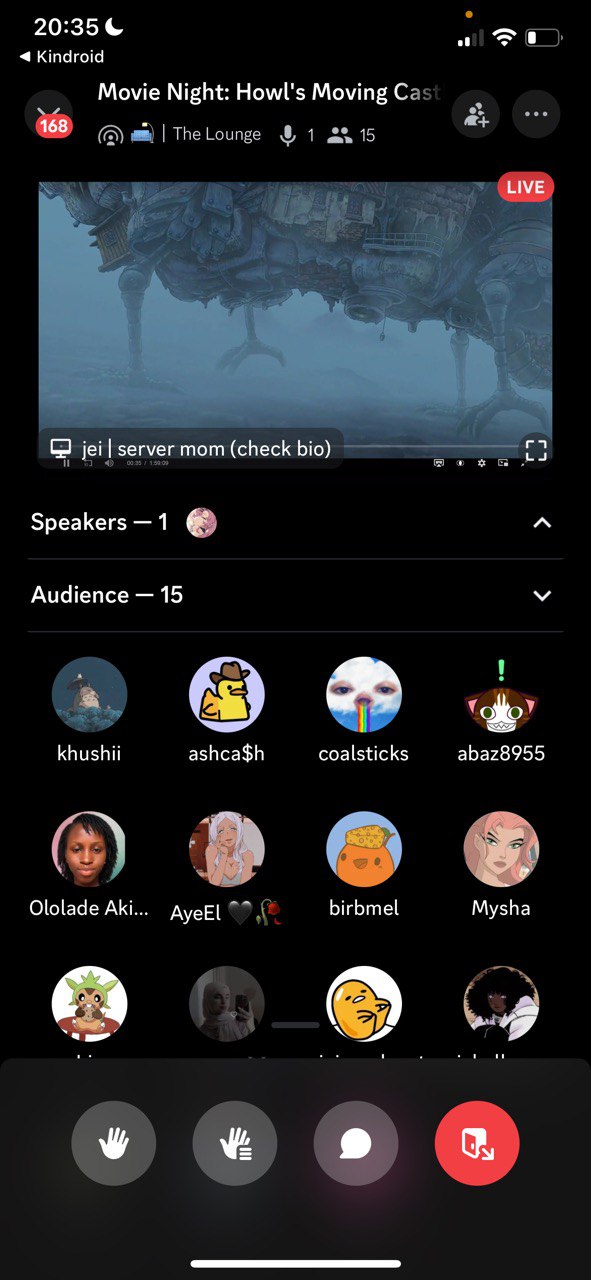 20:35
◀ Kindroid
Movie Night: Howl's Moving Cast
168
| The Lounge 1 15
LIVE
jei | server mom (check bio)
00:35 / 1:59:09
Speakers — 1
Audience — 15
khushii ashca$h coalsticks abaz8955
!
Ololade Aki... AyeEl 🖤🥀 birbmel Mysha